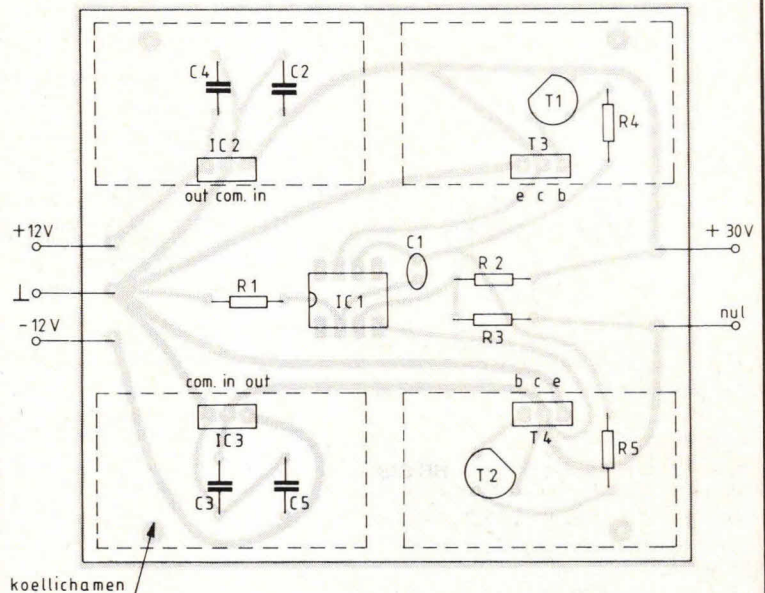 C4 C2
T1
R4
IC2
T3
out com. in
e c b
+12V
C1
+ 30V
R2
⊥
R1
IC1
-12V
nul
R3
com. in out
b c e
IC3
T4
R5
T2
C3 C5
koellichamen